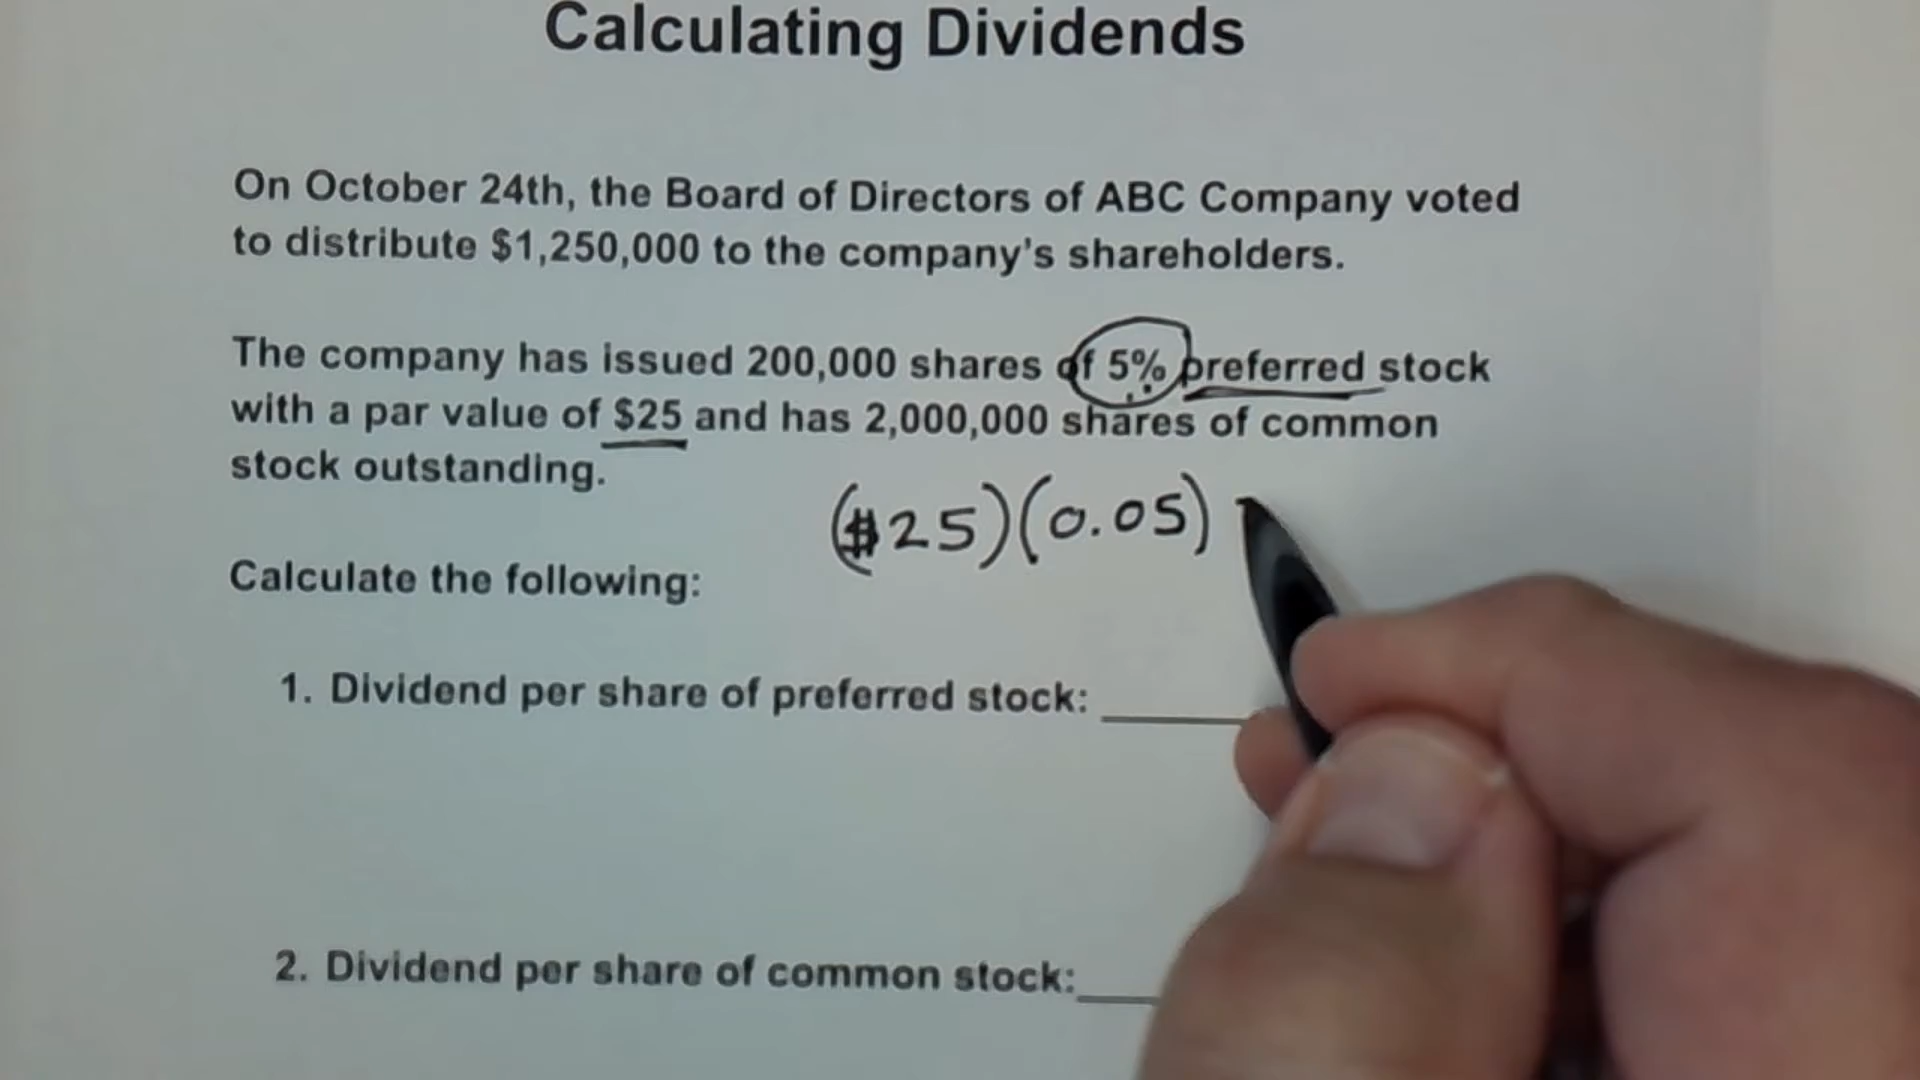 Calculating Dividends
On October 24th, the Board of Directors of ABC Company voted
to distribute $1,250,000 to the company's shareholders.
The company has issued 200,000 shares of 5% preferred stock
with a par value of $25 and has 2,000,000 shares of common
stock outstanding.
($25)(0.05)
Calculate the following:
1. Dividend per share of preferred stock:
2. Dividend per share of common stock: